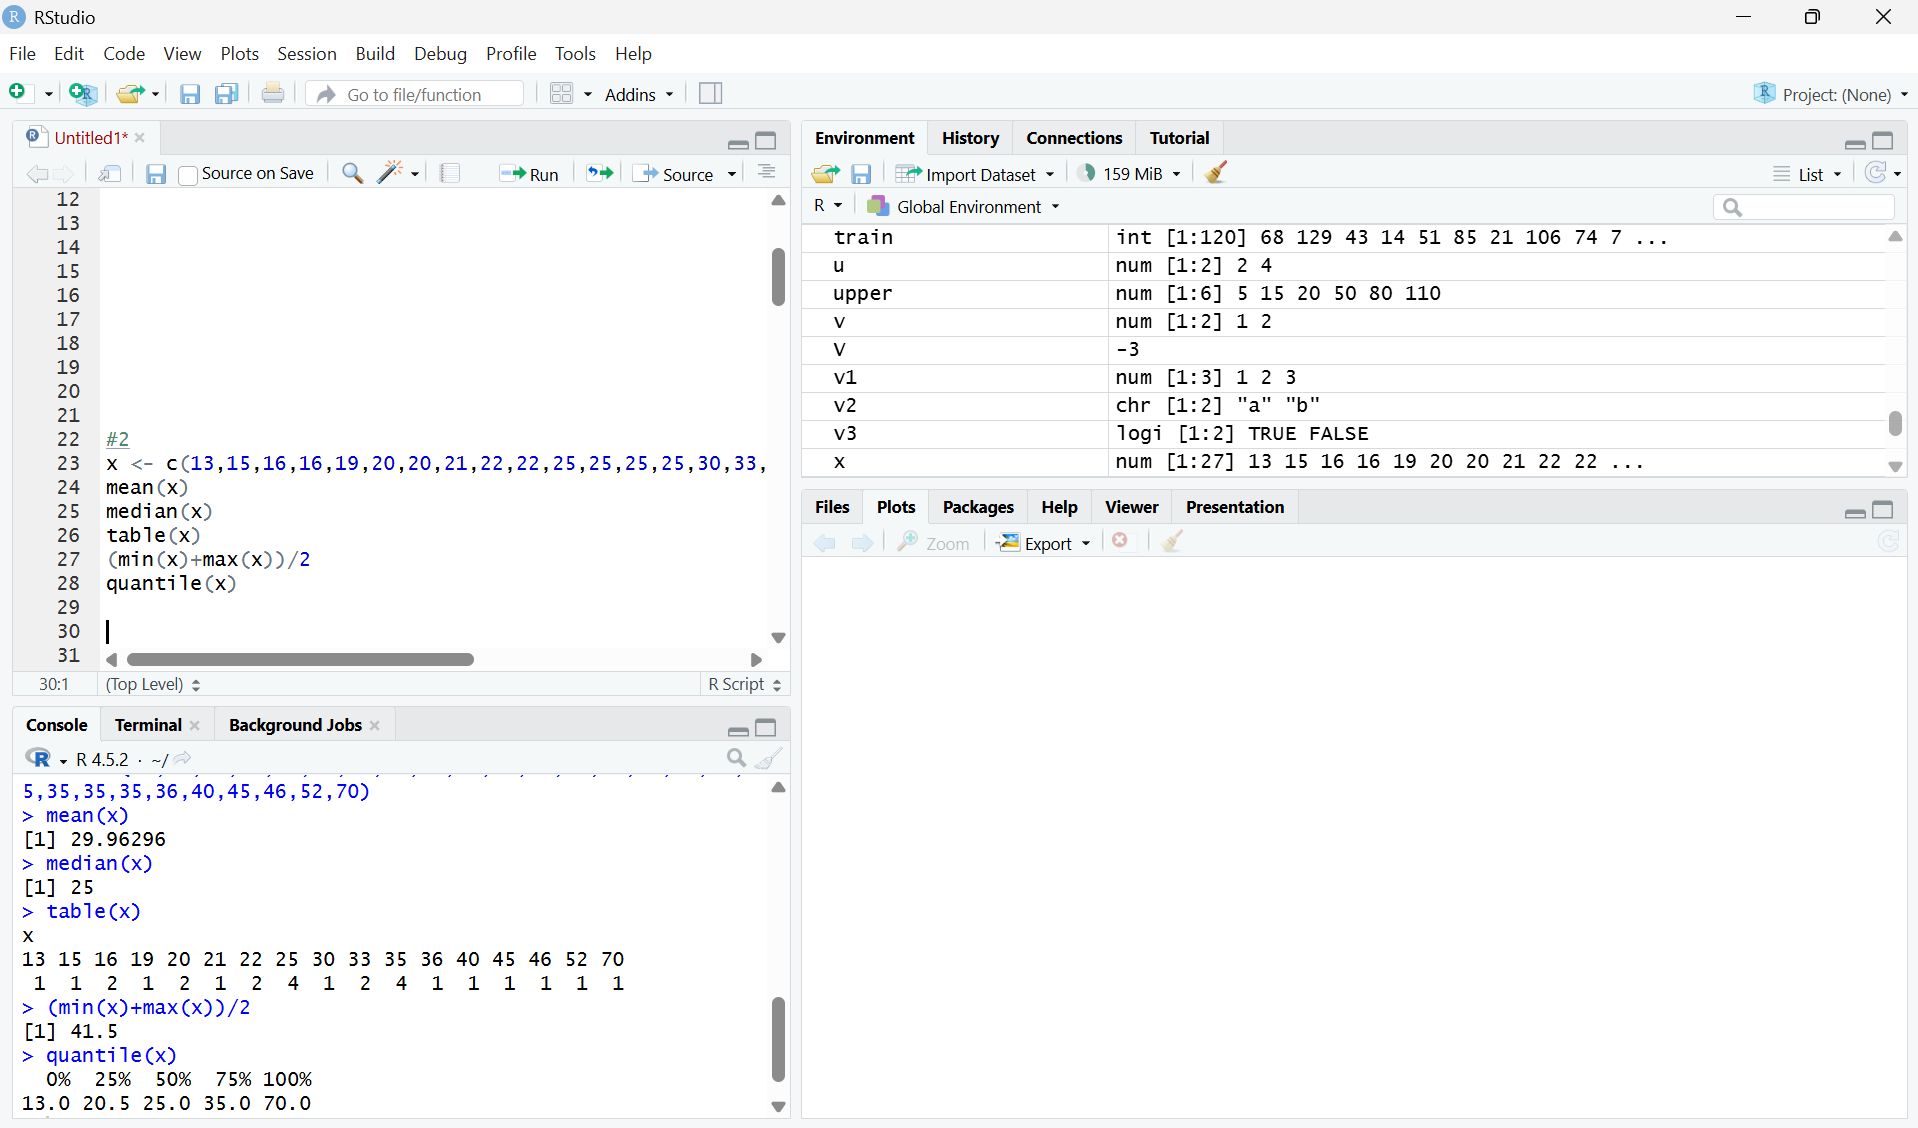 RStudio
File Edit Code View Plots Session Build Debug Profile Tools Help
Go to file/function Addins Project: (None)
Untitled1*
Source on Save Run Source
12
13
14
15
16
17
18
19
20
21
22 #2
23 x <- c(13,15,16,16,19,20,20,21,22,22,25,25,25,25,30,33,
24 mean(x)
25 median(x)
26 table(x)
27 (min(x)+max(x))/2
28 quantile(x)
29
30
31
30:1 (Top Level) R Script
Console Terminal Background Jobs
R 4.5.2 · ~/
5,35,35,35,36,40,45,46,52,70)
> mean(x)
[1] 29.96296
> median(x)
[1] 25
> table(x)
x
13 15 16 19 20 21 22 25 30 33 35 36 40 45 46 52 70
1 1 2 1 2 1 2 4 1 2 4 1 1 1 1 1 1
> (min(x)+max(x))/2
[1] 41.5
> quantile(x)
0% 25% 50% 75% 100%
13.0 20.5 25.0 35.0 70.0
Environment History Connections Tutorial
Import Dataset 159 MiB List
R Global Environment
train int [1:120] 68 129 43 14 51 85 21 106 74 7 ...
u num [1:2] 2 4
upper num [1:6] 5 15 20 50 80 110
v num [1:2] 1 2
V -3
v1 num [1:3] 1 2 3
v2 chr [1:2] "a" "b"
v3 logi [1:2] TRUE FALSE
x num [1:27] 13 15 16 16 19 20 20 21 22 22 ...
Files Plots Packages Help Viewer Presentation
Zoom Export